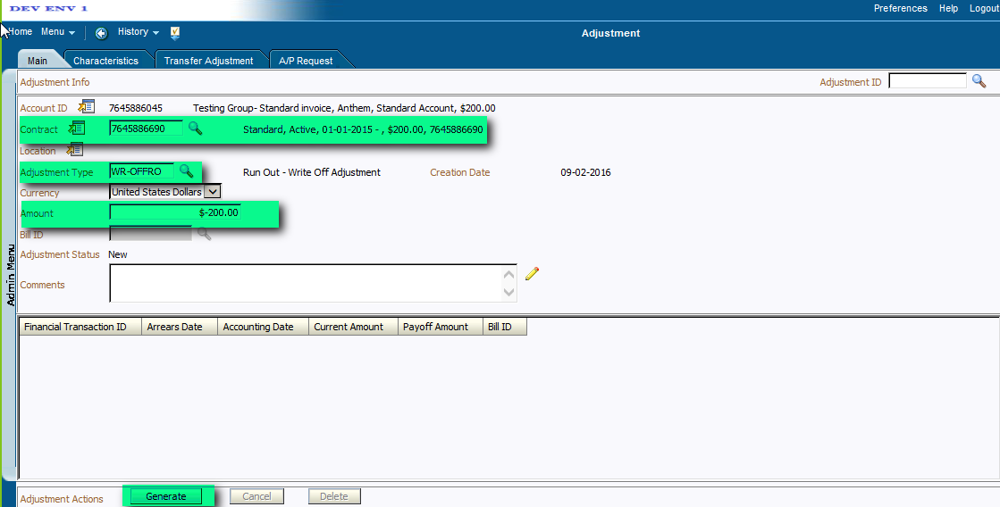 DEV ENV 1
Preferences Help Logout
Home Menu History
Adjustment
Main Characteristics Transfer Adjustment A/P Request
Adjustment Info Adjustment ID
Account ID 7645886045 Testing Group- Standard invoice, Anthem, Standard Account, $200.00
Contract 7645886690 Standard, Active, 01-01-2015 - , $200.00, 7645886690
Location
Adjustment Type WR-OFFRO Run Out - Write Off Adjustment Creation Date 09-02-2016
Currency United States Dollars
Amount $-200.00
Bill ID
Adjustment Status New
Comments
Admin Menu
Financial Transaction ID Arrears Date Accounting Date Current Amount Payoff Amount Bill ID
Adjustment Actions Generate Cancel Delete